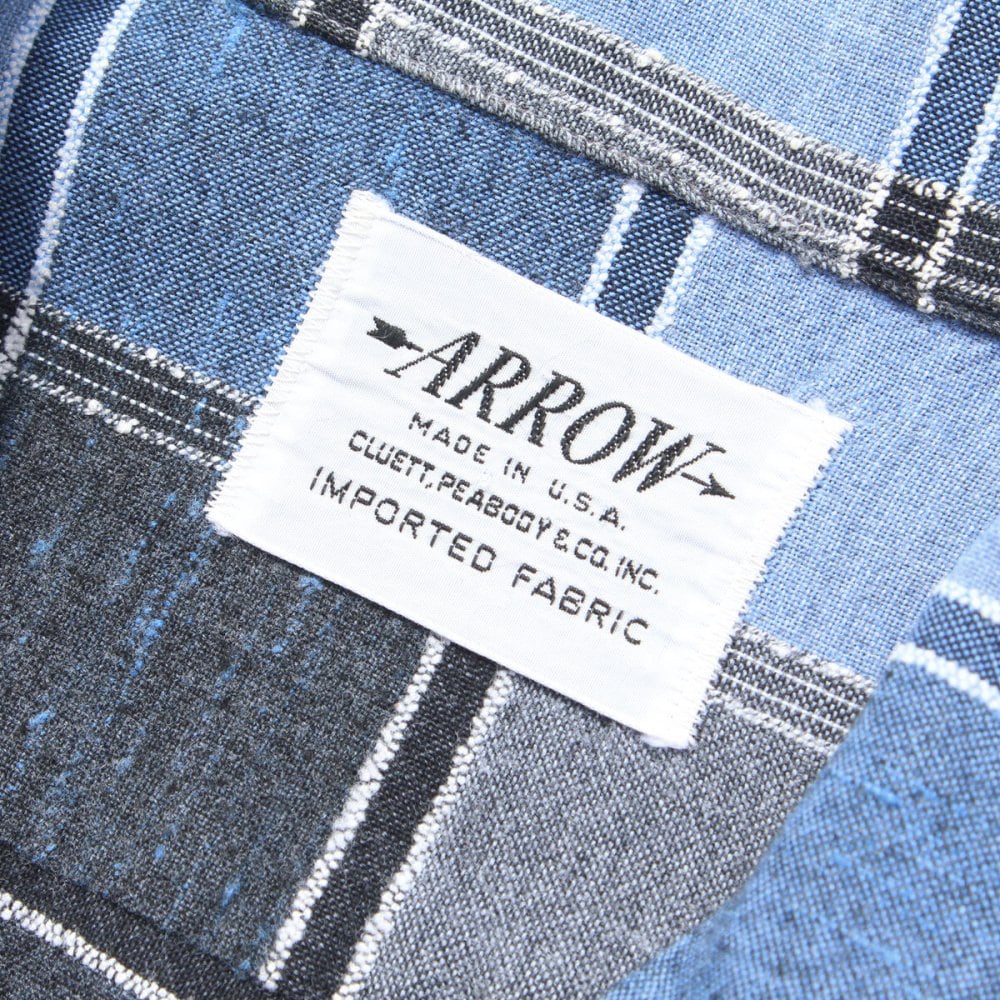 ARROW
MADE IN U.S.A.
CLUETT, PEABODY & CO. INC.
IMPORTED FABRIC